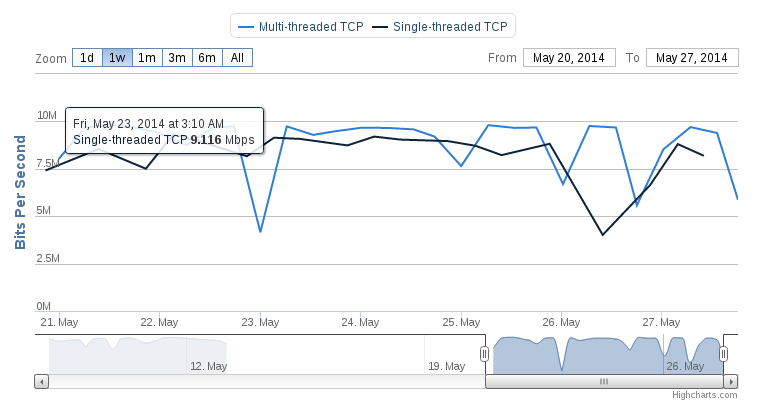 Multi-threaded TCP Single-threaded TCP
Zoom 1d 1w 1m 3m 6m All From May 20, 2014 To May 27, 2014
Bits Per Second
10M
7.5M
5M
2.5M
0M
Fri, May 23, 2014 at 3:10 AM
Single-threaded TCP 9.116 Mbps
21. May 22. May 23. May 24. May 25. May 26. May 27. May
12. May 19. May 26. May
Highcharts.com